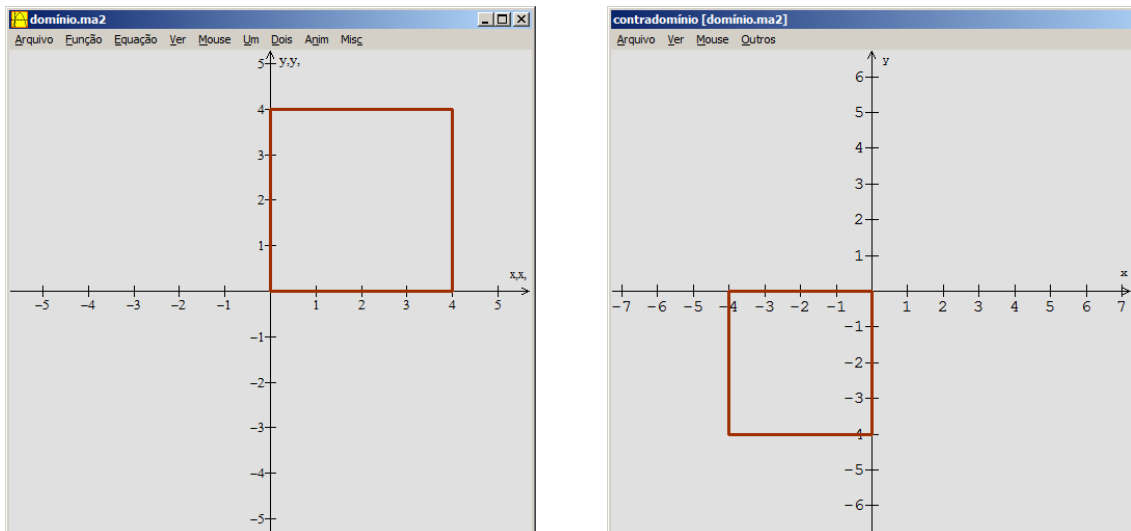 domínio.ma2
Arquivo Função Equação Ver Mouse Um Dois Anim Misc
y,y,
5
4
3
2
1
x,x,
-5 -4 -3 -2 -1 1 2 3 4 5
-1
-2
-3
-4
-5
contradomínio [domínio.ma2]
Arquivo Ver Mouse Outros
y
6
5
4
3
2
1
x
-7 -6 -5 -4 -3 -2 -1 1 2 3 4 5 6 7
-1
-2
-3
-4
-5
-6